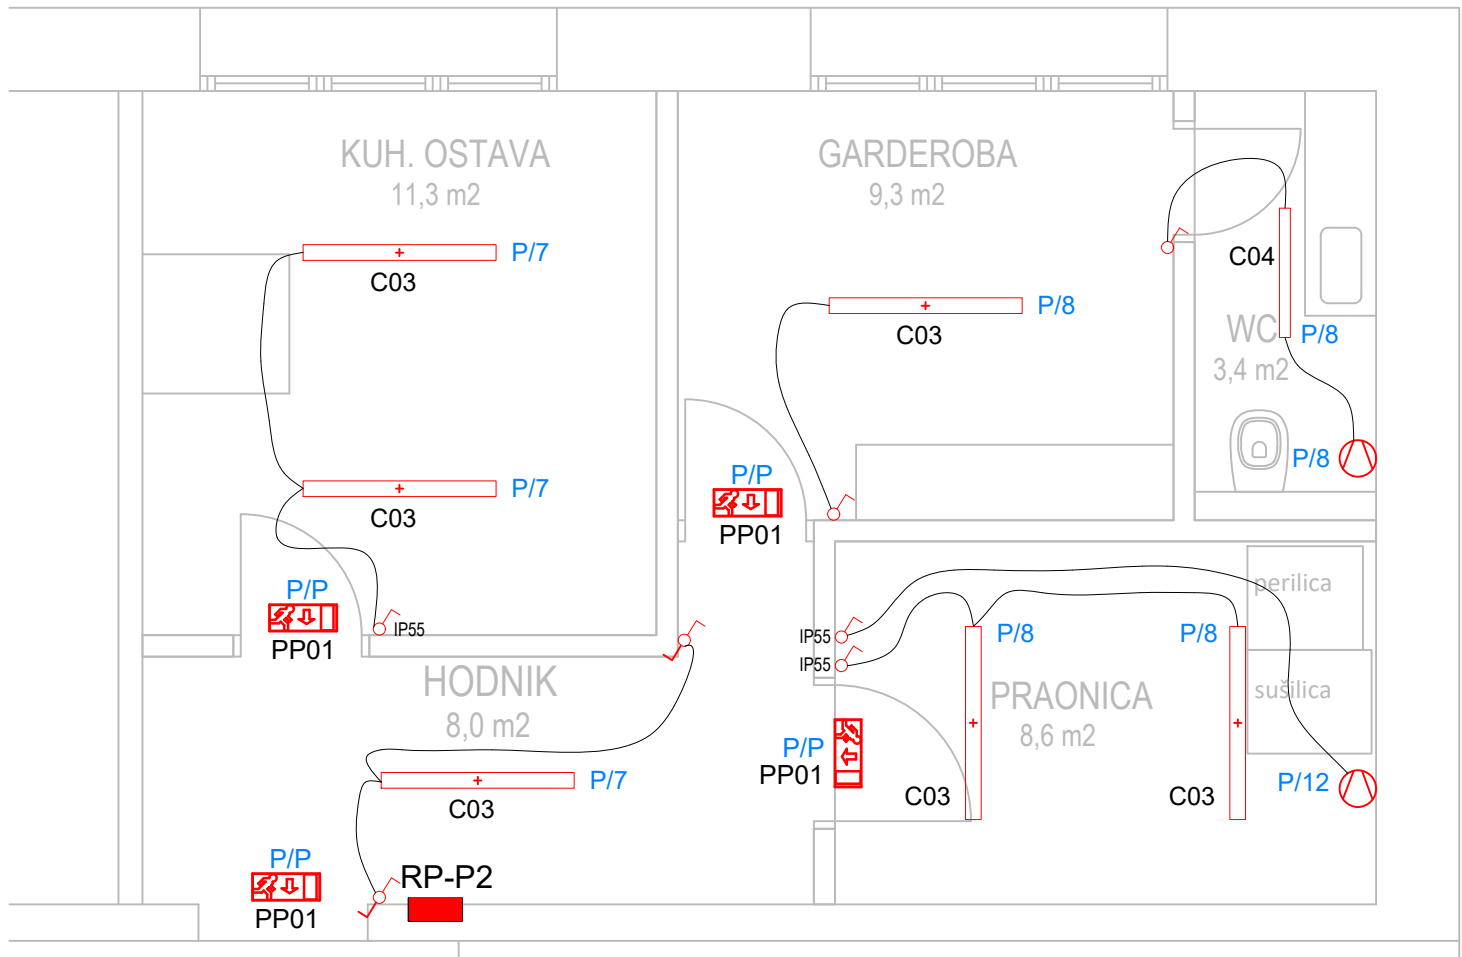 KUH. OSTAVA
11,3 m2
GARDEROBA
9,3 m2
P/7
C03
C04
P/8
C03
WC
P/8
3,4 m2
P/8
P/7
C03
P/P
PP01
P/P
PP01
IP55
perilica
IP55
IP55
P/8
P/8
HODNIK
8,0 m2
PRAONICA
8,6 m2
sušilica
P/P
PP01
P/7
C03
C03
C03
P/12
P/P
PP01
RP-P2